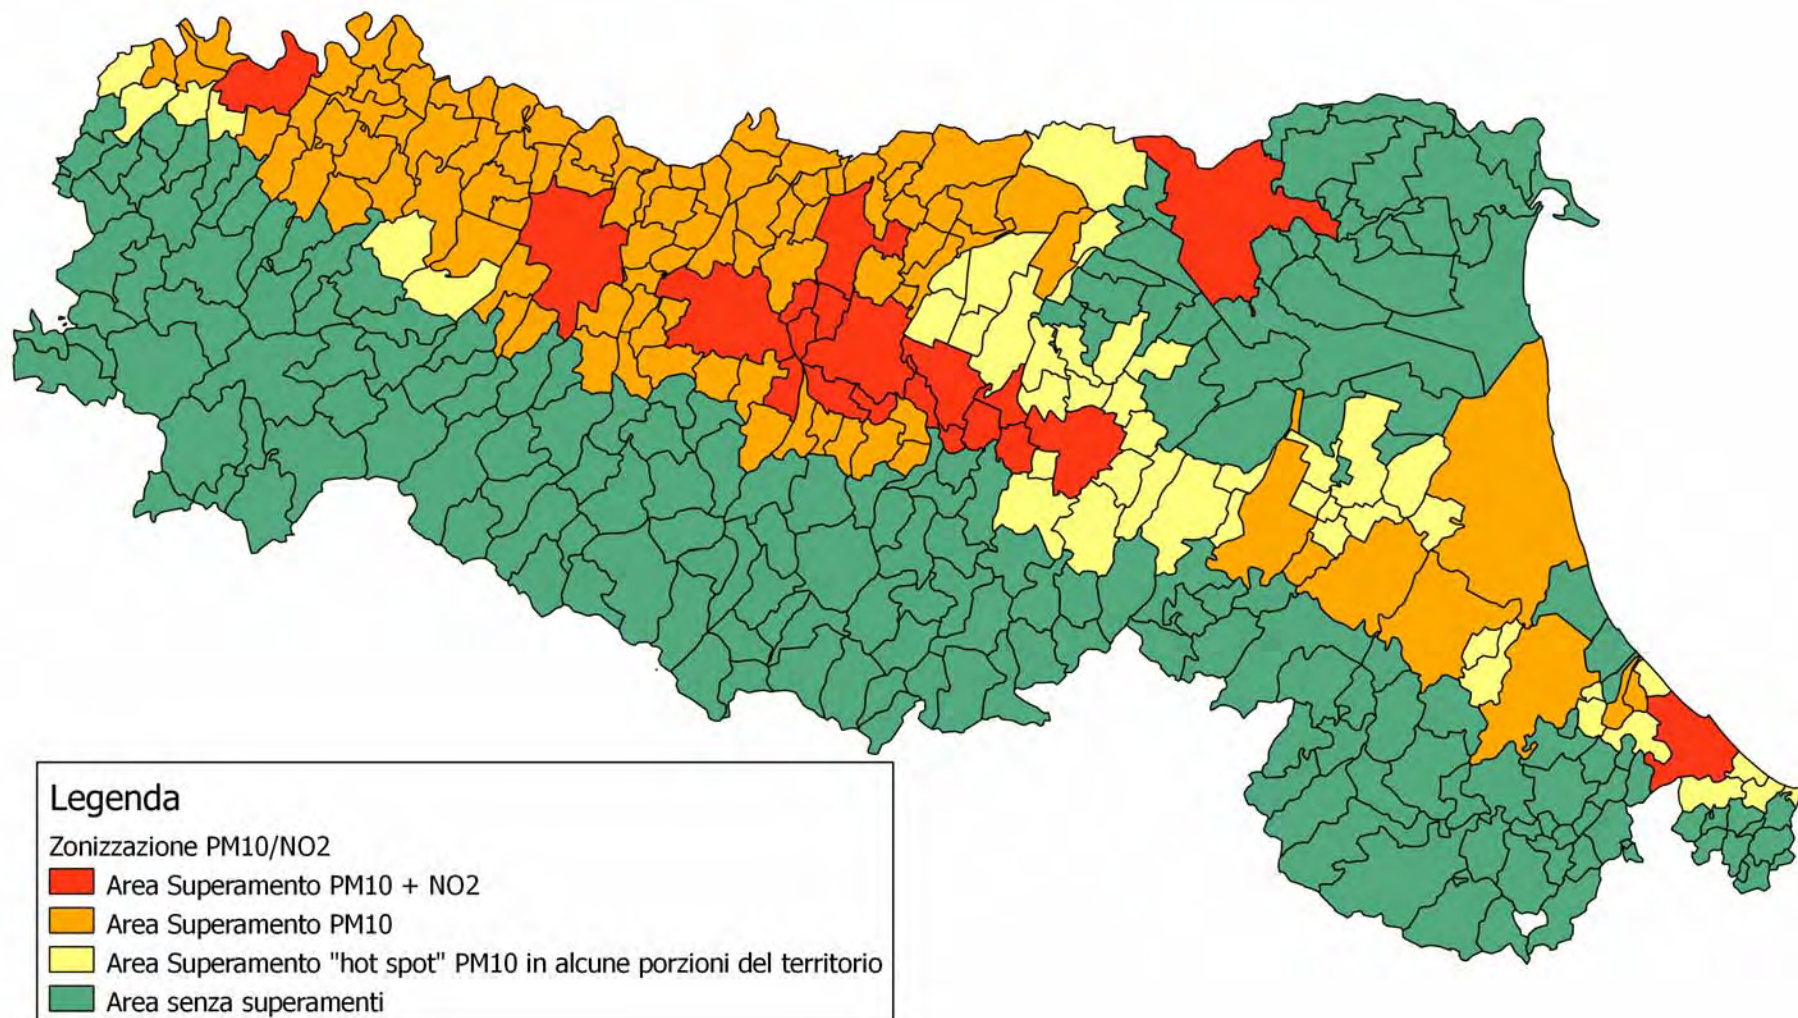 Legenda
Zonizzazione PM10/NO2
Area Superamento PM10 + NO2
Area Superamento PM10
Area Superamento "hot spot" PM10 in alcune porzioni del territorio
Area senza superamenti